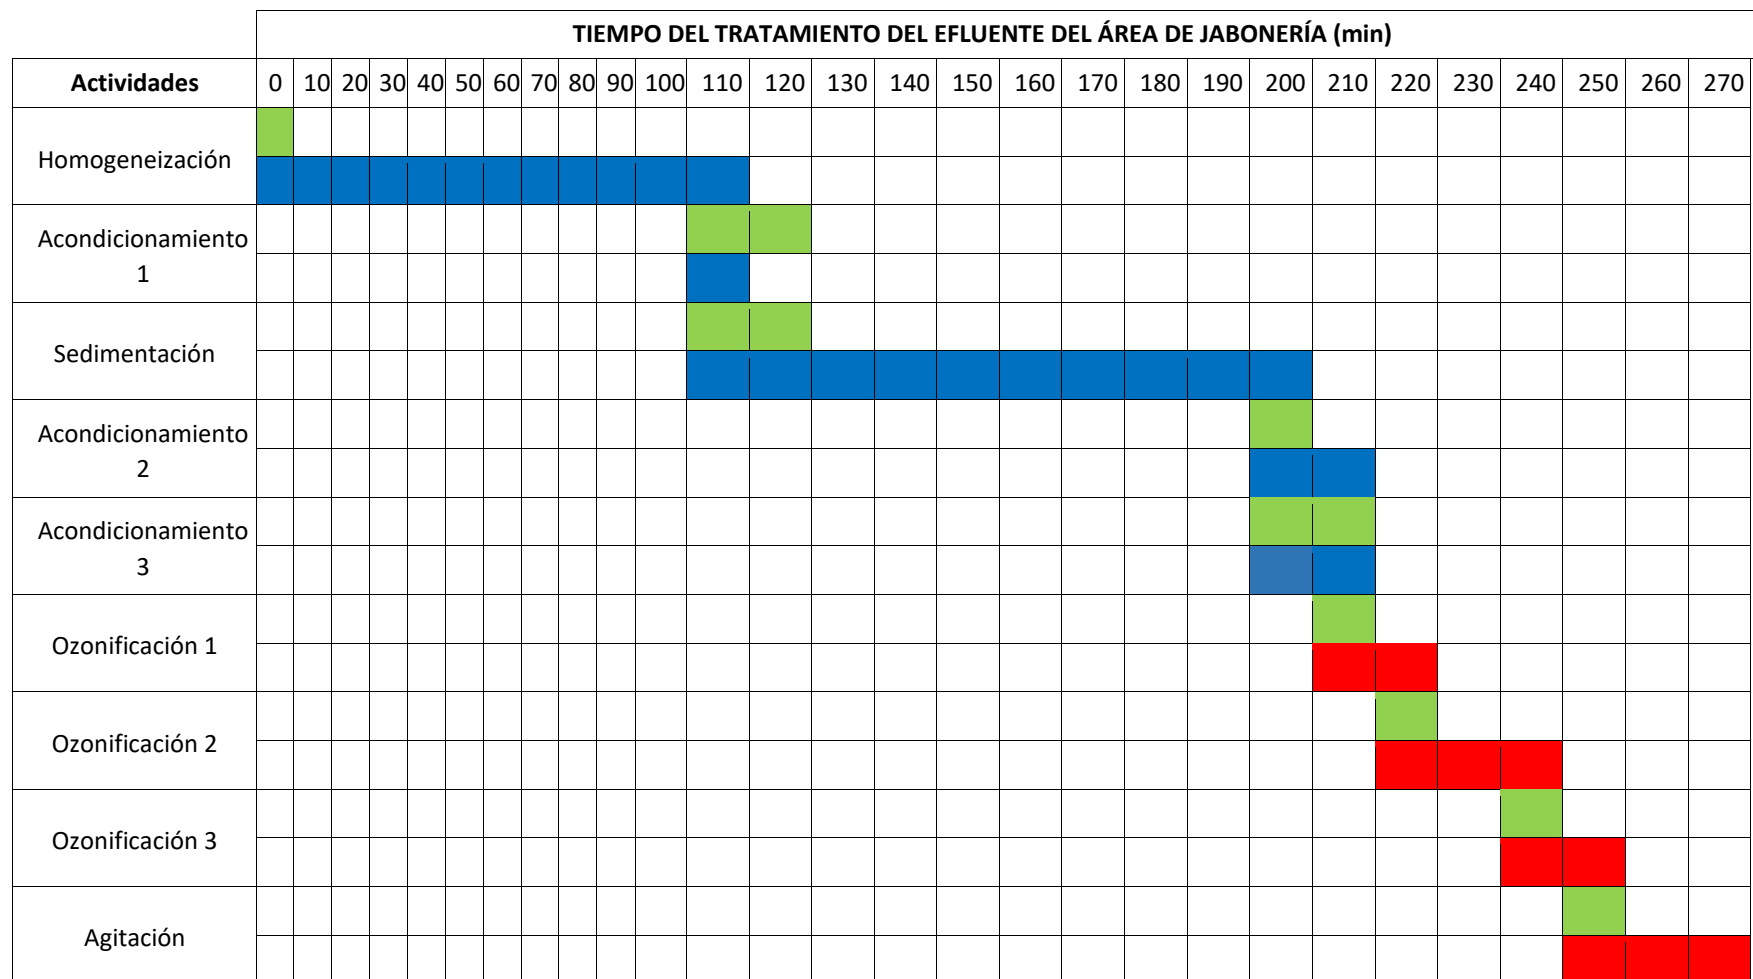 TIEMPO DEL TRATAMIENTO DEL EFLUENTE DEL ÁREA DE JABONERÍA (min)
Actividades 0 10 20 30 40 50 60 70 80 90 100 110 120 130 140 150 160 170 180 190 200 210 220 230 240 250 260 270
Homogeneización
Acondicionamiento
1
Sedimentación
Acondicionamiento
2
Acondicionamiento
3
Ozonificación 1
Ozonificación 2
Ozonificación 3
Agitación